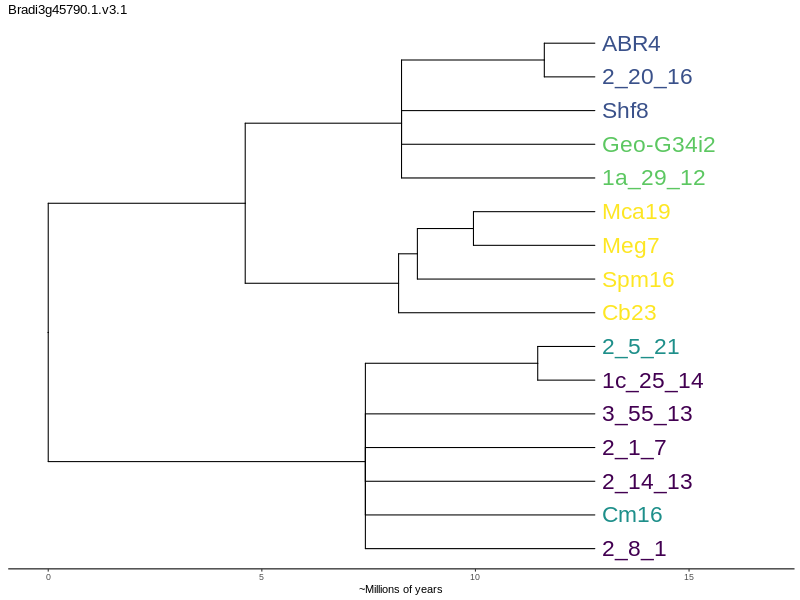 Bradi3g45790.1.v3.1
ABR4
2_20_16
Shf8
Geo-G34i2
1a_29_12
Mca19
Meg7
Spm16
Cb23
2_5_21
1c_25_14
3_55_13
2_1_7
2_14_13
Cm16
2_8_1
0 5 10 15
~Millions of years